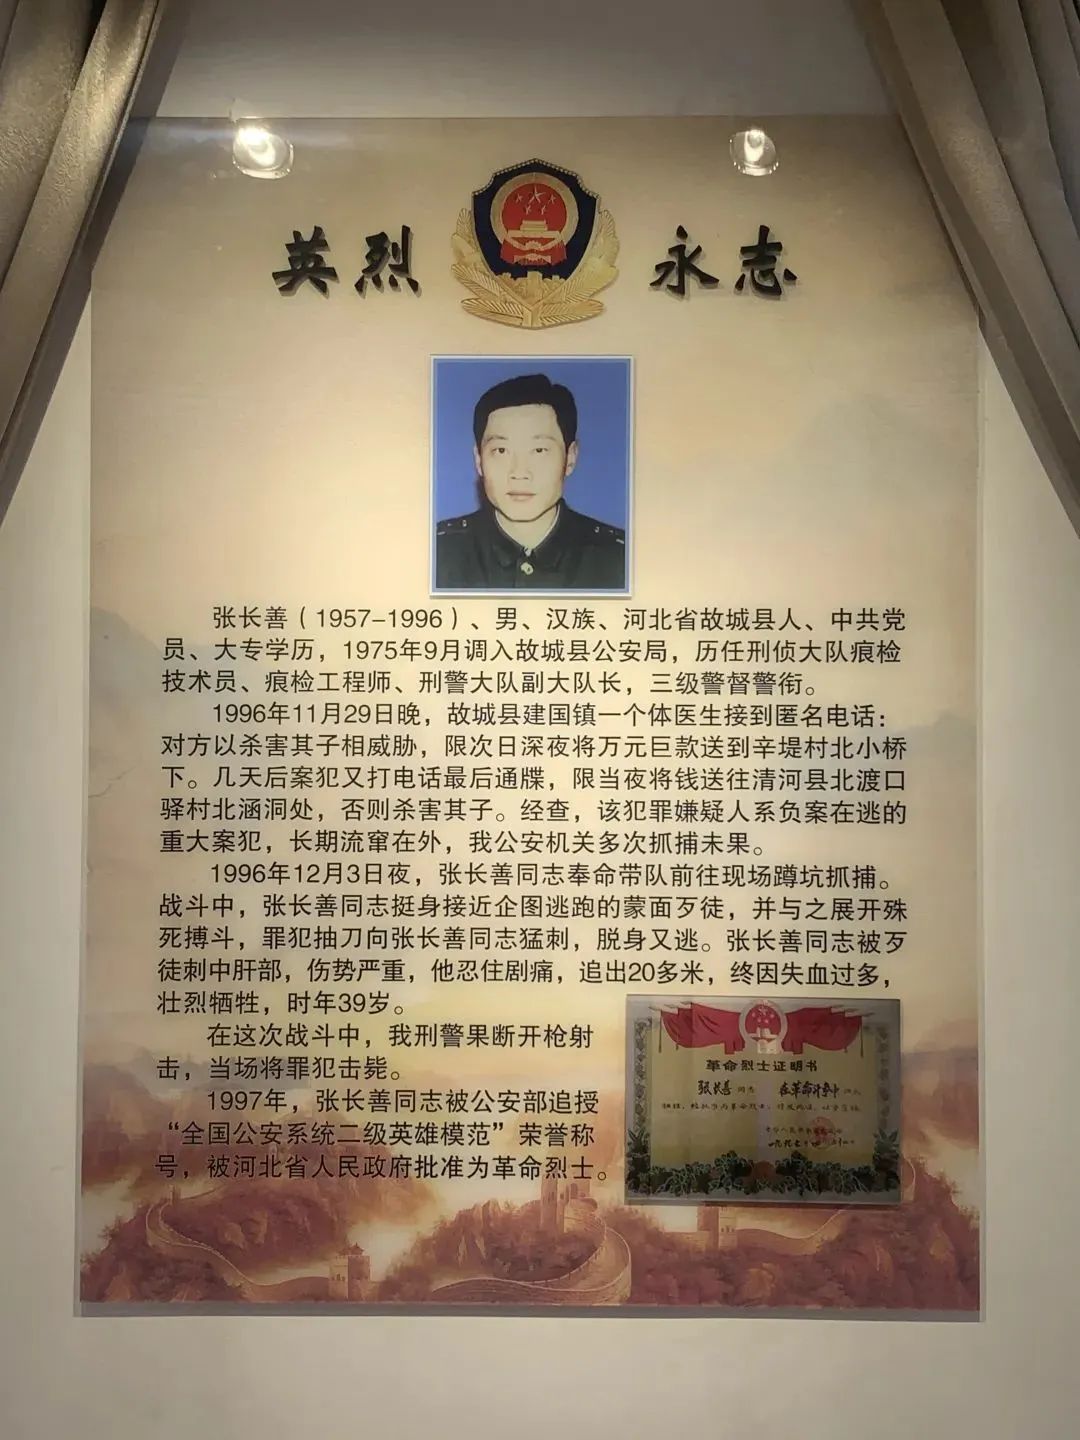 英烈 永志
张长善（1957-1996）、男、汉族、河北省故城县人、中共党
员、大专学历，1975年9月调入故城县公安局，历任刑侦大队痕检
技术员、痕检工程师、刑警大队副大队长，三级警督警衔。
1996年11月29日晚，故城县建国镇一个体医生接到匿名电话：
对方以杀害其子相威胁，限次日深夜将万元巨款送到辛堤村北小桥
下。几天后案犯又打电话最后通牒，限当夜将钱送往清河县北渡口
驿村北涵洞处，否则杀害其子。经查，该犯罪嫌疑人系负案在逃的
重大案犯，长期流窜在外，我公安机关多次抓捕未果。
1996年12月3日夜，张长善同志奉命带队前往现场蹲坑抓捕。
战斗中，张长善同志挺身接近企图逃跑的蒙面歹徒，并与之展开殊
死搏斗，罪犯抽刀向张长善同志猛刺，脱身又逃。张长善同志被歹
徒刺中肝部，伤势严重，他忍住剧痛，追出20多米，终因失血过多，
壮烈牺牲，时年39岁。
在这次战斗中，我刑警果断开枪射
击，当场将罪犯击毙。
1997年，张长善同志被公安部追授
“全国公安系统二级英雄模范”荣誉称
号，被河北省人民政府批准为革命烈士。
革命烈士证明书
张长善 同志 在革命斗争中